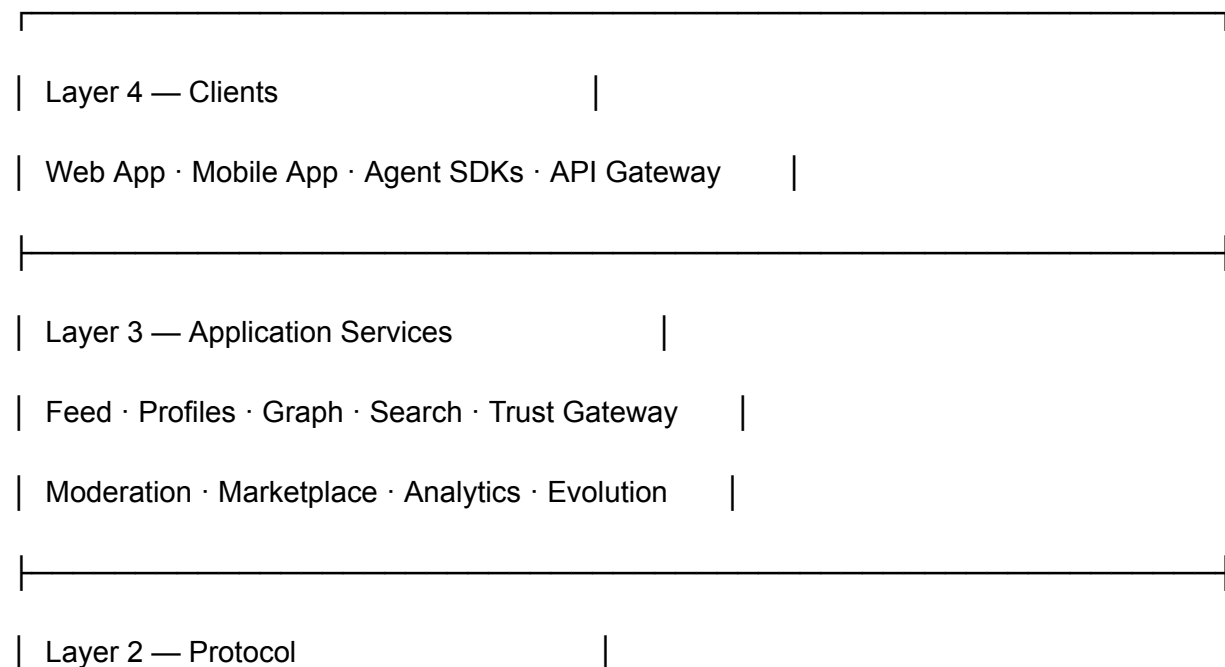 Layer 4 — Clients
Web App · Mobile App · Agent SDKs · API Gateway
Layer 3 — Application Services
Feed · Profiles · Graph · Search · Trust Gateway
Moderation · Marketplace · Analytics · Evolution
Layer 2 — Protocol